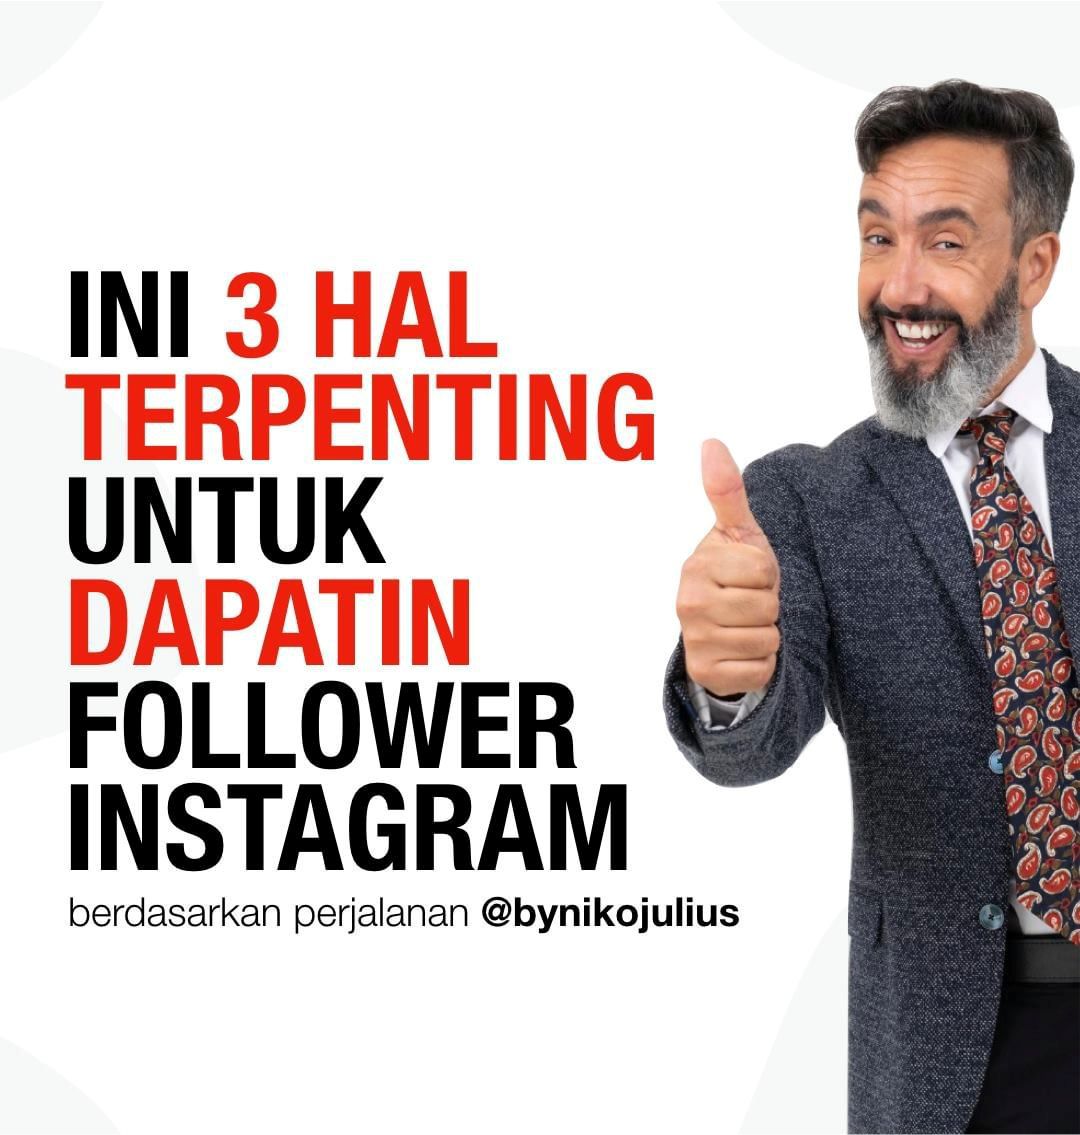 INI 3 HAL
TERPENTING
UNTUK
DAPATIN
FOLLOWER
INSTAGRAM
berdasarkan perjalanan @bynikojulius